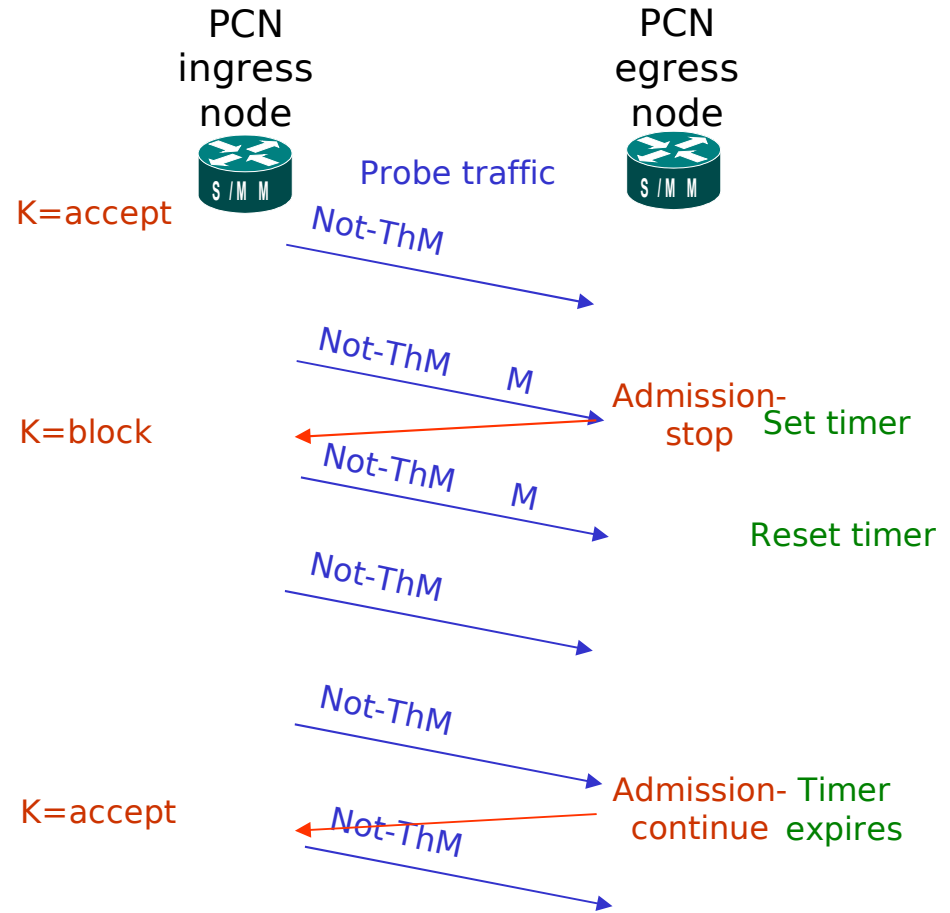 PCN
ingress
node
PCN
egress
node
S /M M
S /M M
Probe traffic
K=accept
Not-ThM
Not-ThM M
Admission-
stop
Set timer
K=block
Not-ThM M
Reset timer
Not-ThM
Not-ThM
Admission-
continue
Timer
expires
K=accept
Not-ThM